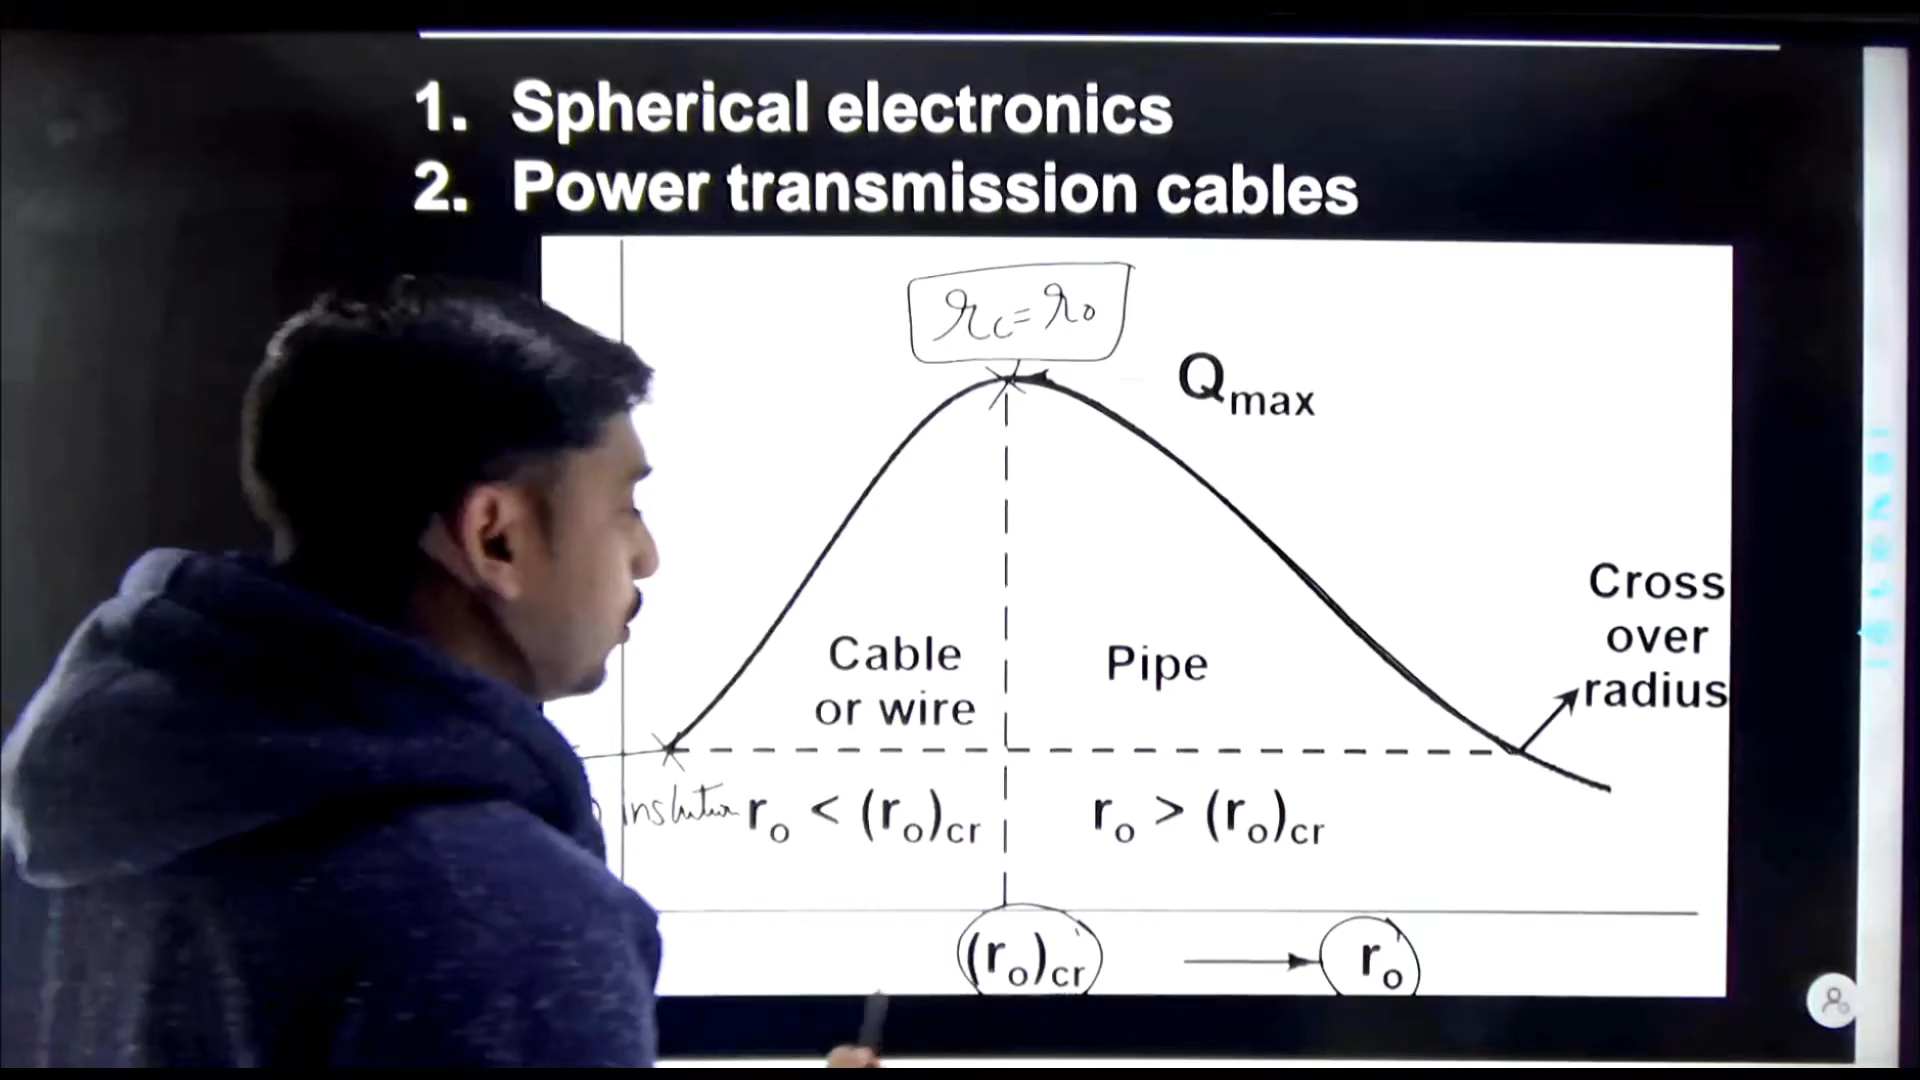 1. Spherical electronics
2. Power transmission cables
rc = ro
Qmax
Cross
over
radius
Cable
or wire
Pipe
ro < (ro)cr
ro > (ro)cr
(ro)cr
ro